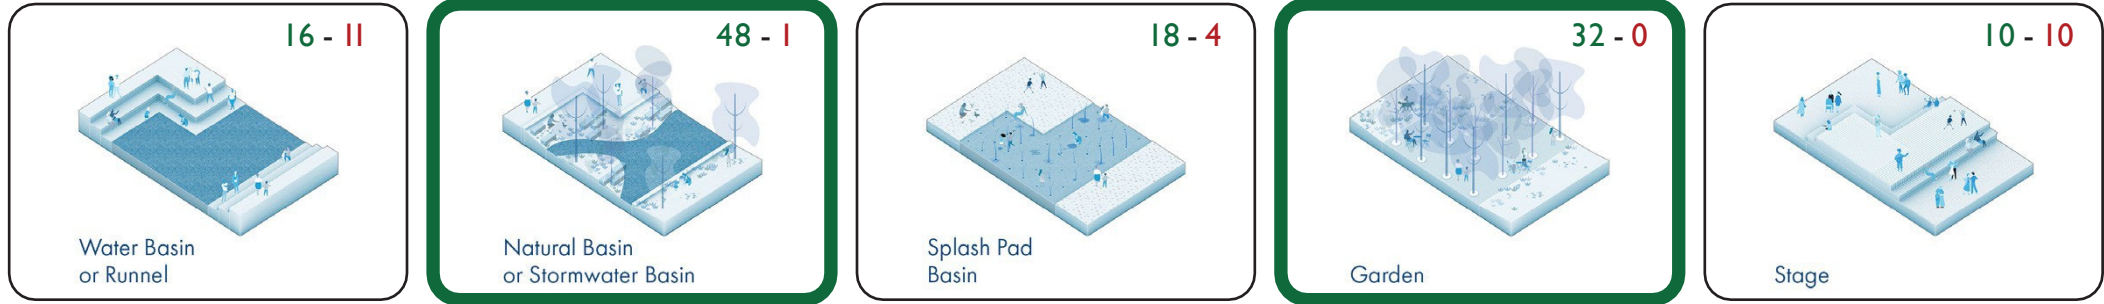 16 - 11
Water Basin
or Runnel
48 - 1
Natural Basin
or Stormwater Basin
18 - 4
Splash Pad
Basin
32 - 0
Garden
10 - 10
Stage